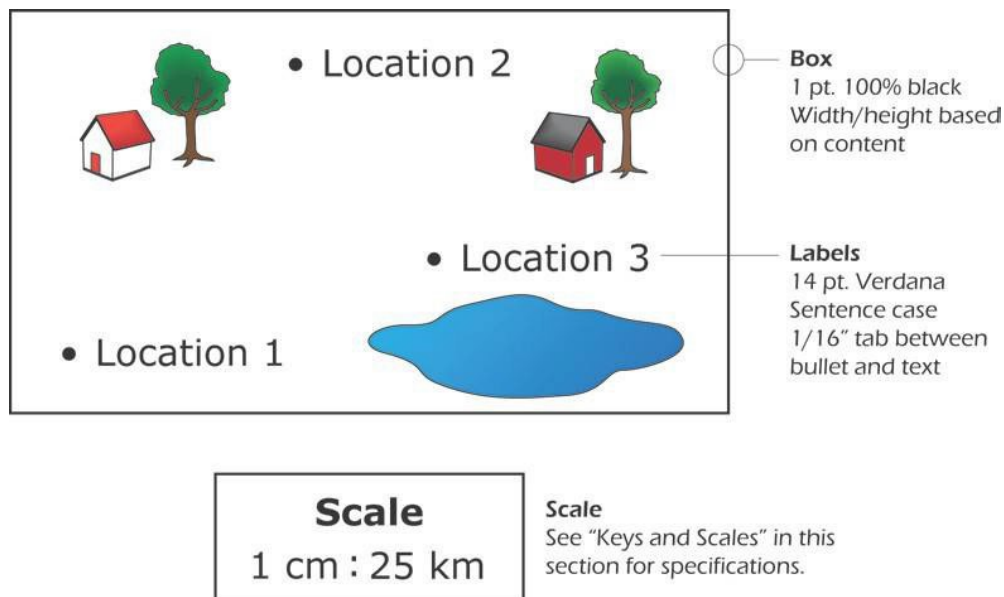 • Location 2
Box
1 pt. 100% black
Width/height based
on content
• Location 3
Labels
14 pt. Verdana
Sentence case
1/16” tab between
bullet and text
• Location 1
Scale
1 cm : 25 km
Scale
See “Keys and Scales” in this
section for specifications.